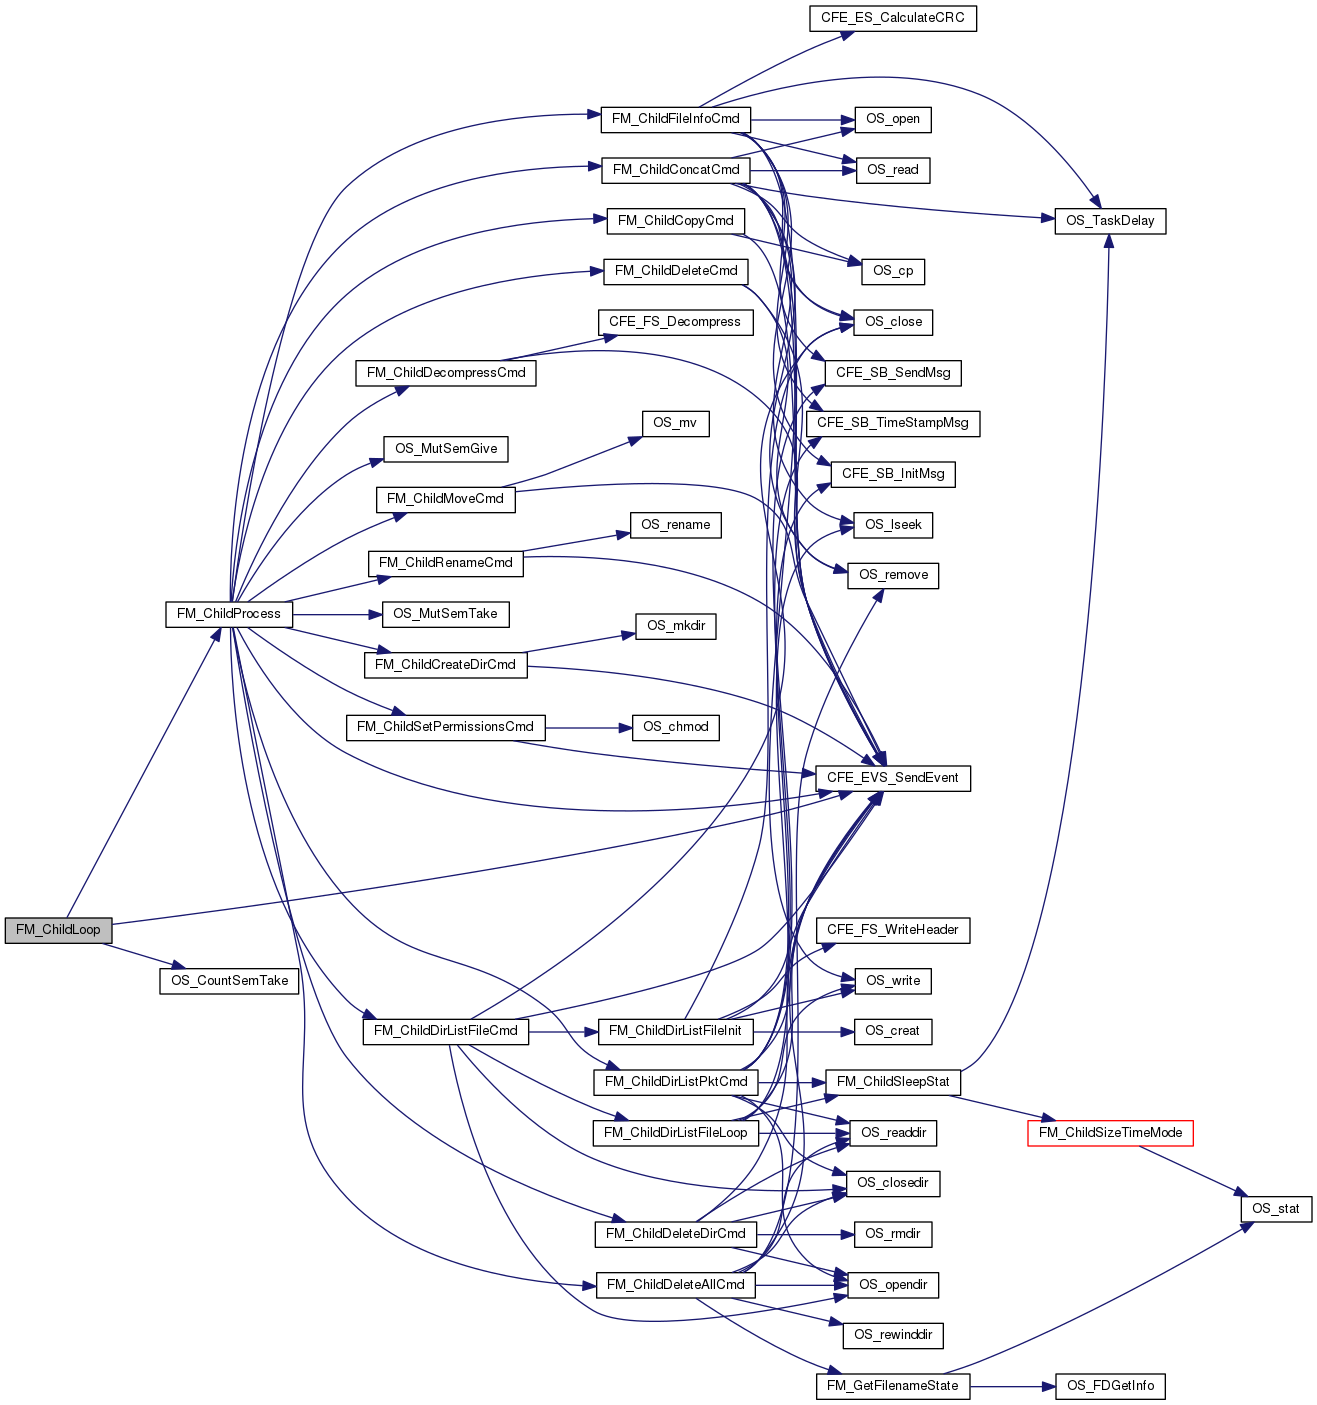 CFE_ES_CalculateCRC
FM_ChildFileInfoCmd
OS_open
FM_ChildConcatCmd
OS_read
FM_ChildCopyCmd
OS_TaskDelay
FM_ChildDeleteCmd
OS_cp
CFE_FS_Decompress
OS_close
FM_ChildDecompressCmd
CFE_SB_SendMsg
OS_mv
CFE_SB_TimeStampMsg
OS_MutSemGive
CFE_SB_InitMsg
FM_ChildMoveCmd
OS_rename
OS_lseek
FM_ChildRenameCmd
OS_remove
FM_ChildProcess
OS_MutSemTake
OS_mkdir
FM_ChildCreateDirCmd
FM_ChildSetPermissionsCmd
OS_chmod
CFE_EVS_SendEvent
FM_ChildLoop
CFE_FS_WriteHeader
OS_CountSemTake
OS_write
FM_ChildDirListFileCmd
FM_ChildDirListFileInit
OS_creat
FM_ChildDirListPktCmd
FM_ChildSleepStat
FM_ChildDirListFileLoop
OS_readdir
FM_ChildSizeTimeMode
OS_closedir
OS_stat
FM_ChildDeleteDirCmd
OS_rmdir
FM_ChildDeleteAllCmd
OS_opendir
OS_rewinddir
FM_GetFilenameState
OS_FDGetInfo